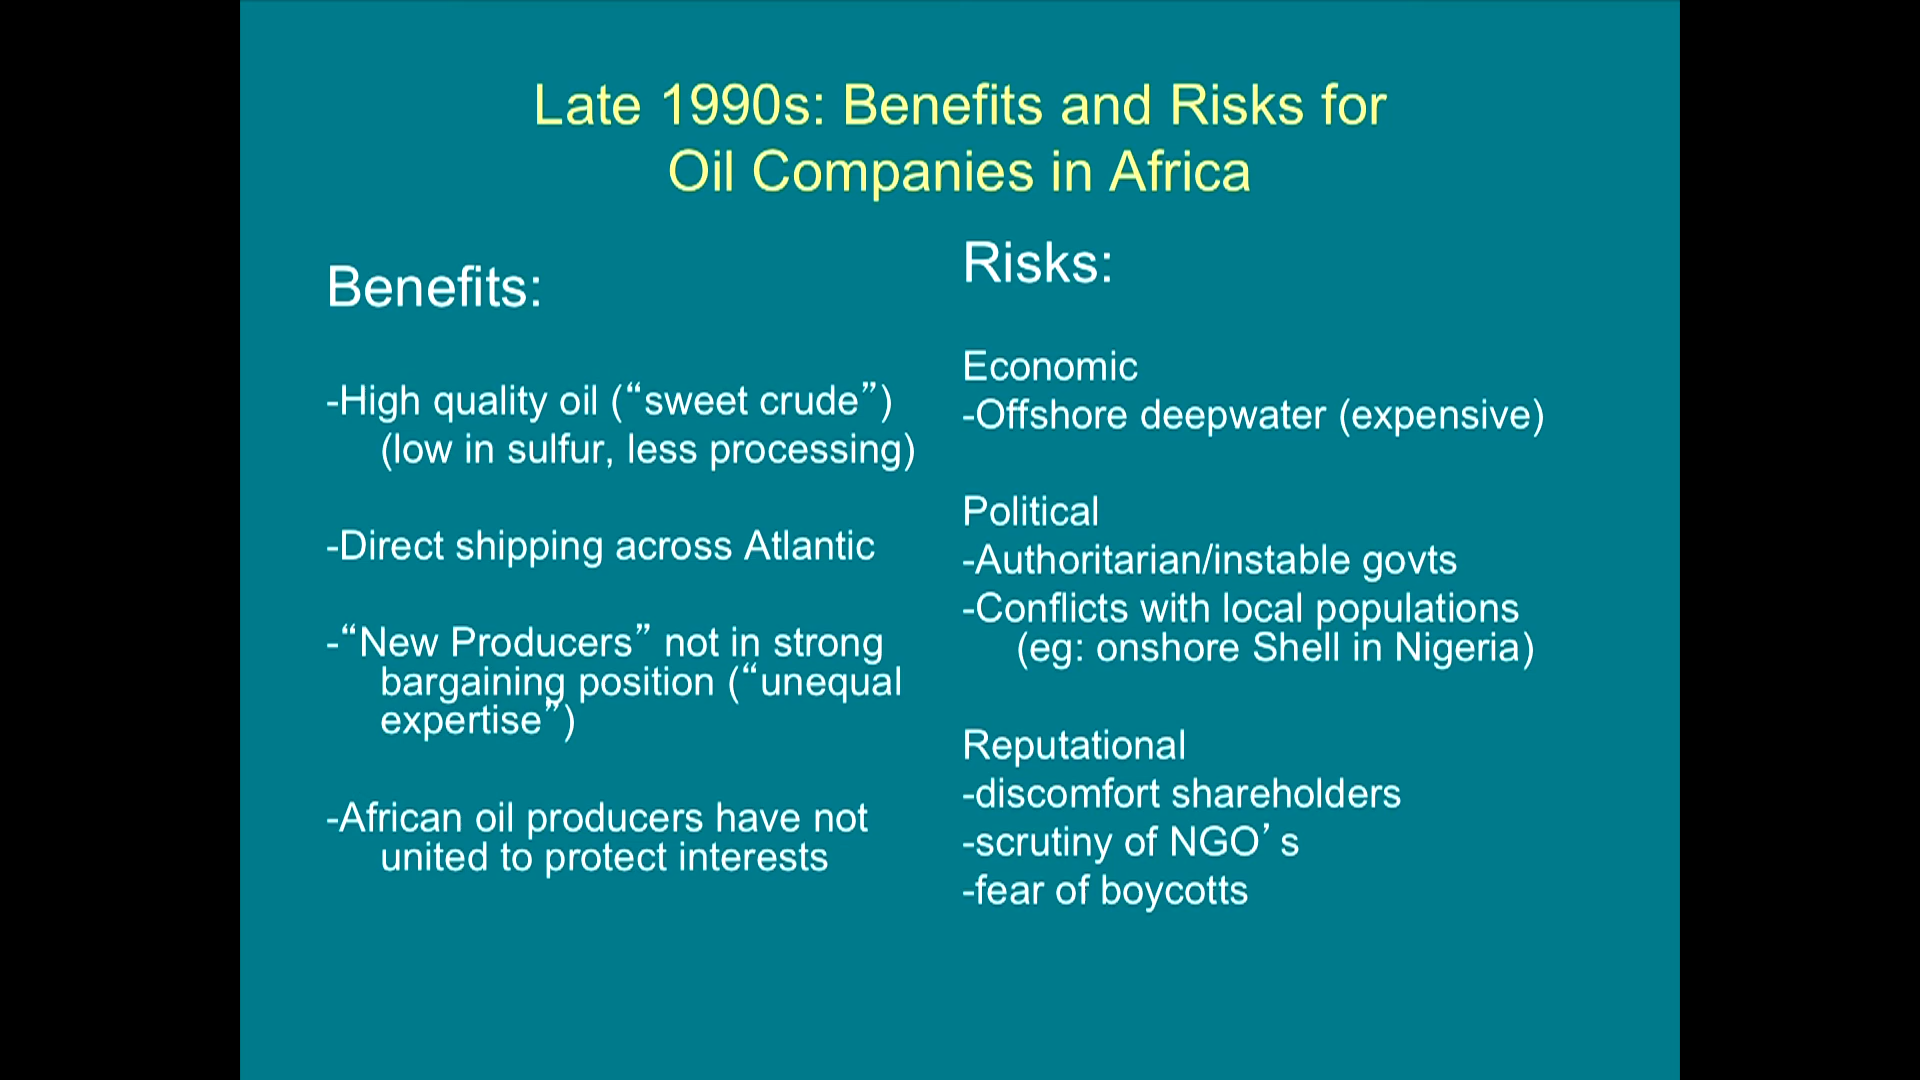 Late 1990s: Benefits and Risks for
Oil Companies in Africa
Benefits:
-High quality oil (“sweet crude”)
(low in sulfur, less processing)
-Direct shipping across Atlantic
-“New Producers” not in strong
bargaining position (“unequal
expertise”)
-African oil producers have not
united to protect interests
Risks:
Economic
-Offshore deepwater (expensive)
Political
-Authoritarian/instable govts
-Conflicts with local populations
(eg: onshore Shell in Nigeria)
Reputational
-discomfort shareholders
-scrutiny of NGO’s
-fear of boycotts